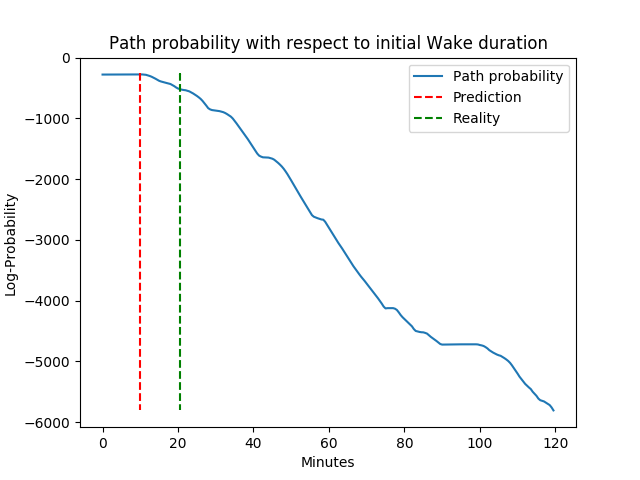 Path probability with respect to initial Wake duration
Path probability
Prediction
Reality
0
−1000
−2000
−3000
−4000
−5000
−6000
Log-Probability
0 20 40 60 80 100 120
Minutes